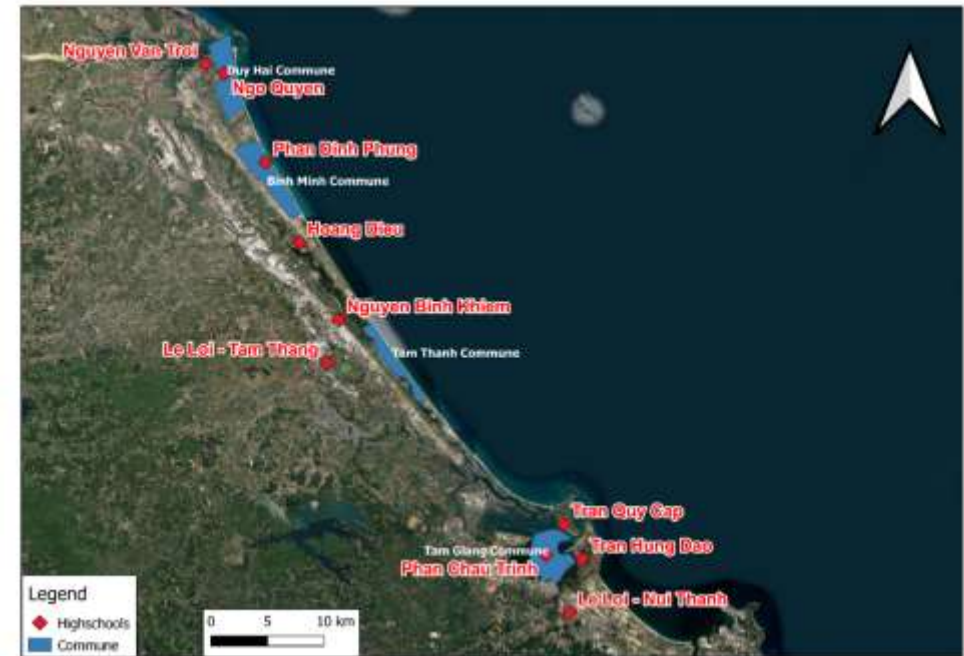 Nguyen Van Troi
Duy Hai Commune
Ngo Quyen
Phan Dinh Phung
Binh Minh Commune
Hoang Dieu
Nguyen Binh Khiem
Tam Thanh Commune
Le Loi - Tam Thang
Tran Quy Cap
Tam Giang Commune
Tran Hung Dao
Phan Chau Trinh
Le Loi - Nui Thanh
Legend
Highschools
Commune
0 5 10 km